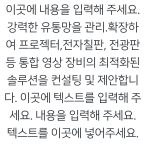 이곳에 내용을 입력해 주세요.
강력한 유통망을 관리.확장하
여 프로젝터,전자칠판, 전광판
등 통합 영상 장비의 최적화된
솔루션을 컨설팅 및 제안합니
다. 이곳에 텍스트를 입력해 주
세요. 내용을 입력해 주세요.
텍스트를 이곳에 넣어주세요.